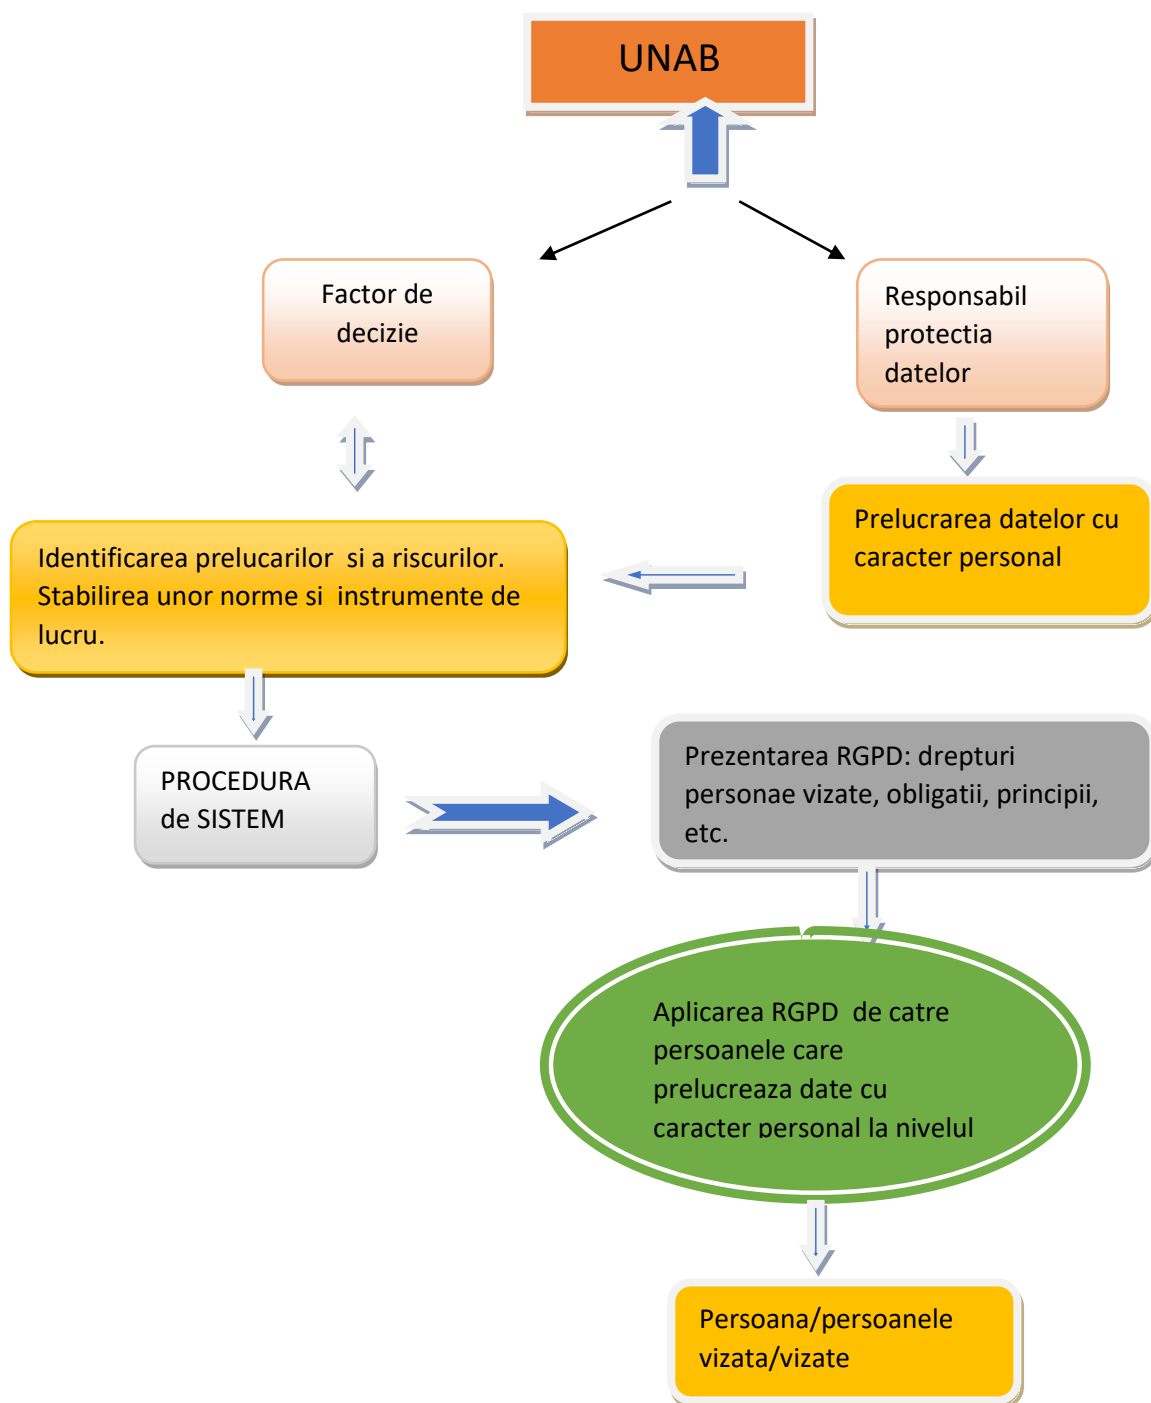 UNAB
Factor de
decizie
Responsabil
protectia
datelor
Prelucrarea datelor cu
caracter personal
Identificarea prelucarilor si a riscurilor.
Stabilirea unor norme si instrumente de
lucru.
PROCEDURA
de SISTEM
Prezentarea RGPD: drepturi
personae vizate, obligatii, principii,
etc.
Aplicarea RGPD de catre
persoanele care
prelucreaza date cu
caracter personal la nivelul
Persoana/persoanele
vizata/vizate